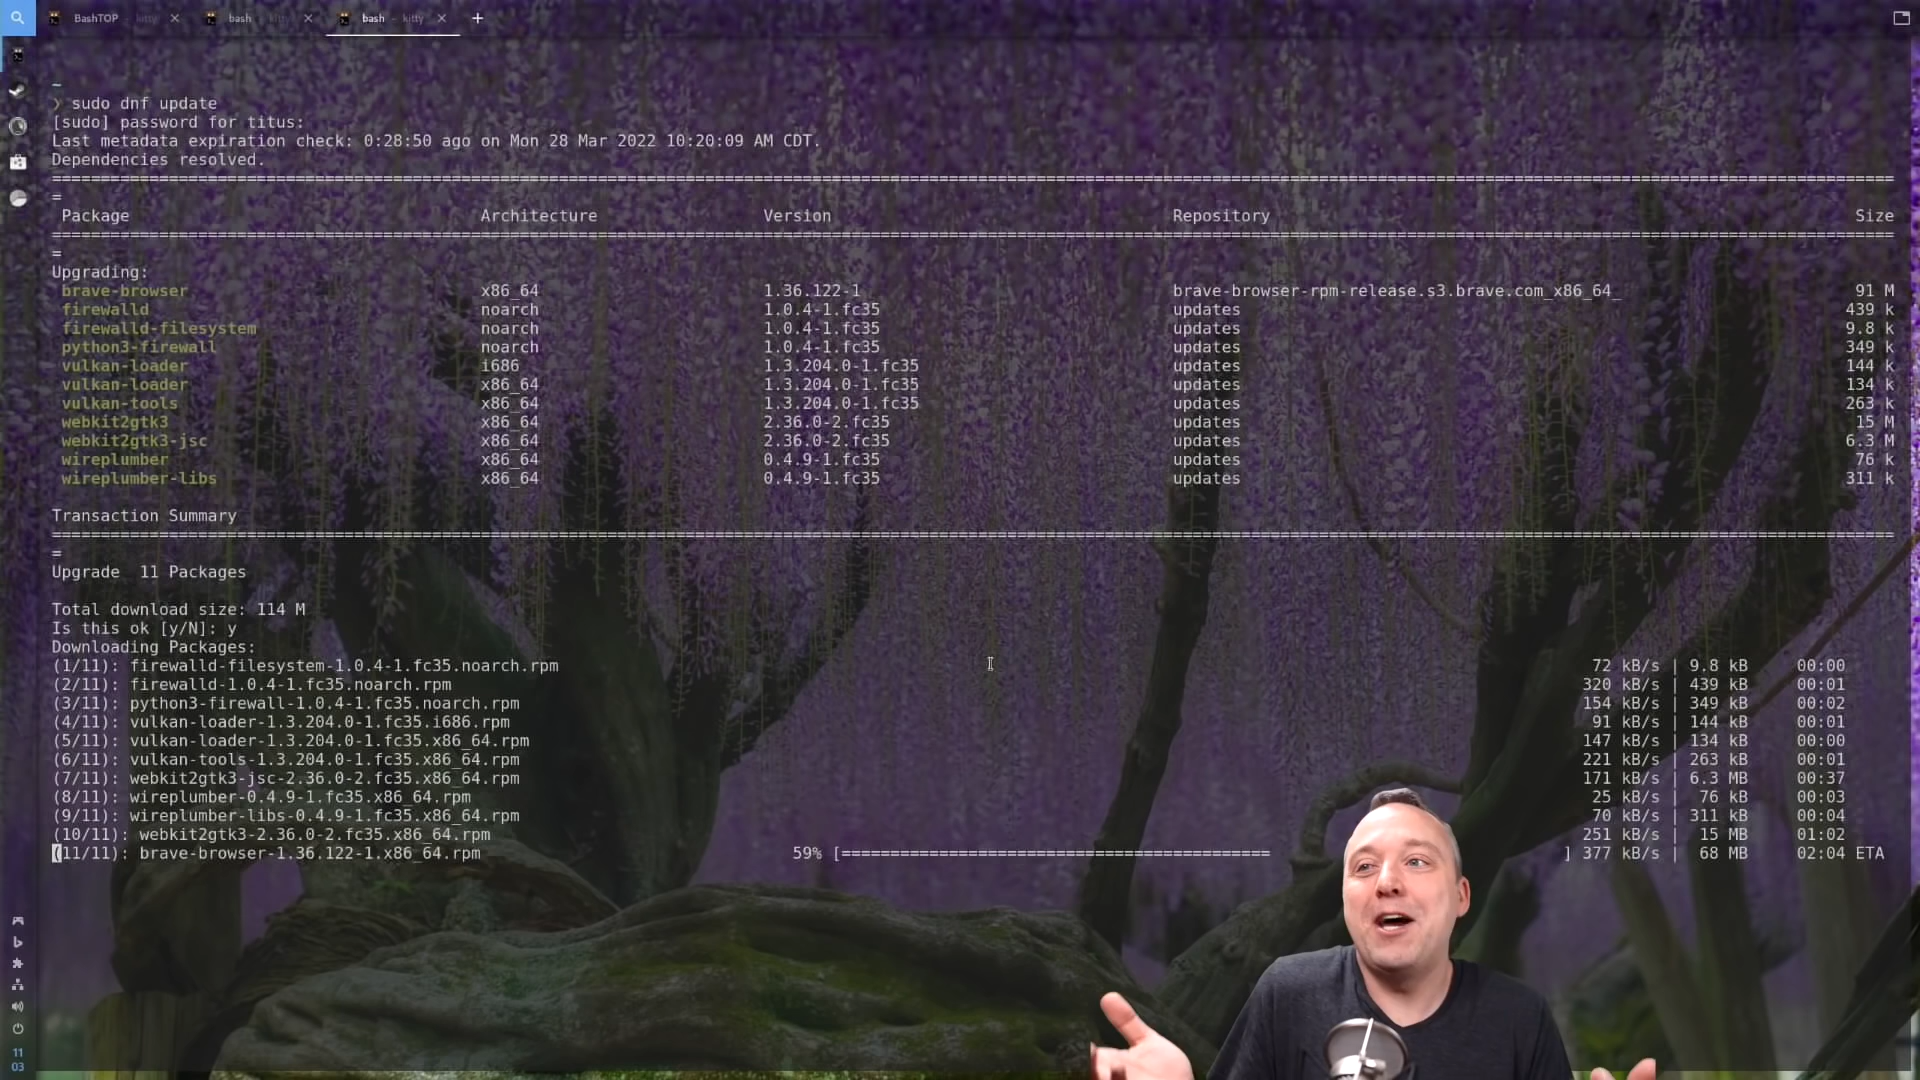 BashTOP - kitty
bash - kitty
bash - kitty
~
❯ sudo dnf update
[sudo] password for titus:
Last metadata expiration check: 0:28:50 ago on Mon 28 Mar 2022 10:20:09 AM CDT.
Dependencies resolved.
=
Package Architecture Version Repository Size
=
Upgrading:
brave-browser x86_64 1.36.122-1 brave-browser-rpm-release.s3.brave.com_x86_64_ 91 M
firewalld noarch 1.0.4-1.fc35 updates 439 k
firewalld-filesystem noarch 1.0.4-1.fc35 updates 9.8 k
python3-firewall noarch 1.0.4-1.fc35 updates 349 k
vulkan-loader i686 1.3.204.0-1.fc35 updates 144 k
vulkan-loader x86_64 1.3.204.0-1.fc35 updates 134 k
vulkan-tools x86_64 1.3.204.0-1.fc35 updates 263 k
webkit2gtk3 x86_64 2.36.0-2.fc35 updates 15 M
webkit2gtk3-jsc x86_64 2.36.0-2.fc35 updates 6.3 M
wireplumber x86_64 0.4.9-1.fc35 updates 76 k
wireplumber-libs x86_64 0.4.9-1.fc35 updates 311 k
Transaction Summary
=
Upgrade 11 Packages
Total download size: 114 M
Is this ok [y/N]: y
Downloading Packages:
(1/11): firewalld-filesystem-1.0.4-1.fc35.noarch.rpm 72 kB/s | 9.8 kB 00:00
(2/11): firewalld-1.0.4-1.fc35.noarch.rpm 320 kB/s | 439 kB 00:01
(3/11): python3-firewall-1.0.4-1.fc35.noarch.rpm 154 kB/s | 349 kB 00:02
(4/11): vulkan-loader-1.3.204.0-1.fc35.i686.rpm 91 kB/s | 144 kB 00:01
(5/11): vulkan-loader-1.3.204.0-1.fc35.x86_64.rpm 147 kB/s | 134 kB 00:00
(6/11): vulkan-tools-1.3.204.0-1.fc35.x86_64.rpm 221 kB/s | 263 kB 00:01
(7/11): webkit2gtk3-jsc-2.36.0-2.fc35.x86_64.rpm 171 kB/s | 6.3 MB 00:37
(8/11): wireplumber-0.4.9-1.fc35.x86_64.rpm 25 kB/s | 76 kB 00:03
(9/11): wireplumber-libs-0.4.9-1.fc35.x86_64.rpm 70 kB/s | 311 kB 00:04
(10/11): webkit2gtk3-2.36.0-2.fc35.x86_64.rpm 251 kB/s | 15 MB 01:02
(11/11): brave-browser-1.36.122-1.x86_64.rpm 59% [============================================ ] 377 kB/s | 68 MB 02:04 ETA
11
03